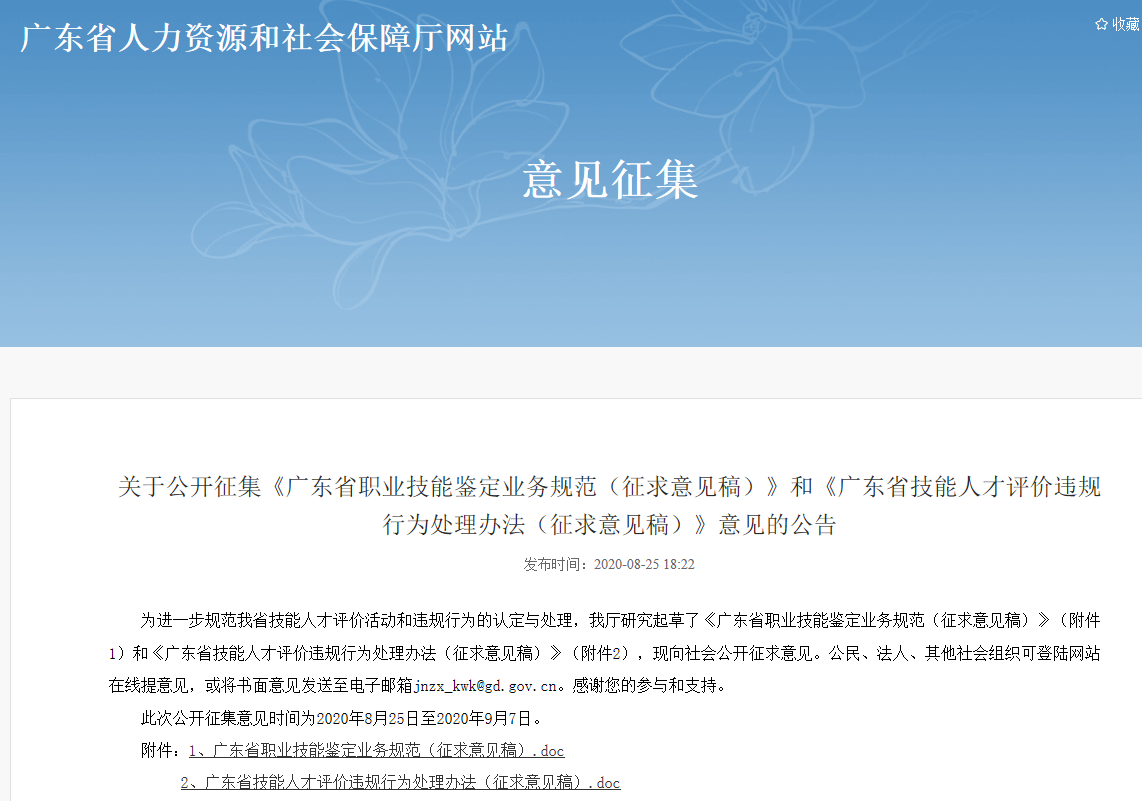 广东省人力资源和社会保障厅网站
☆ 收藏
意见征集
关于公开征集《广东省职业技能鉴定业务规范（征求意见稿）》和《广东省技能人才评价违规
行为处理办法（征求意见稿）》意见的公告
发布时间：2020-08-25 18:22
为进一步规范我省技能人才评价活动和违规行为的认定与处理，我厅研究起草了《广东省职业技能鉴定业务规范（征求意见稿）》（附件
1）和《广东省技能人才评价违规行为处理办法（征求意见稿）》（附件2），现向社会公开征求意见。公民、法人、其他社会组织可登陆网站
在线提意见，或将书面意见发送至电子邮箱jnzx_kwk@gd.gov.cn。感谢您的参与和支持。
此次公开征集意见时间为2020年8月25日至2020年9月7日。
附件：1、广东省职业技能鉴定业务规范（征求意见稿）.doc
2、广东省技能人才评价违规行为处理办法（征求意见稿）.doc